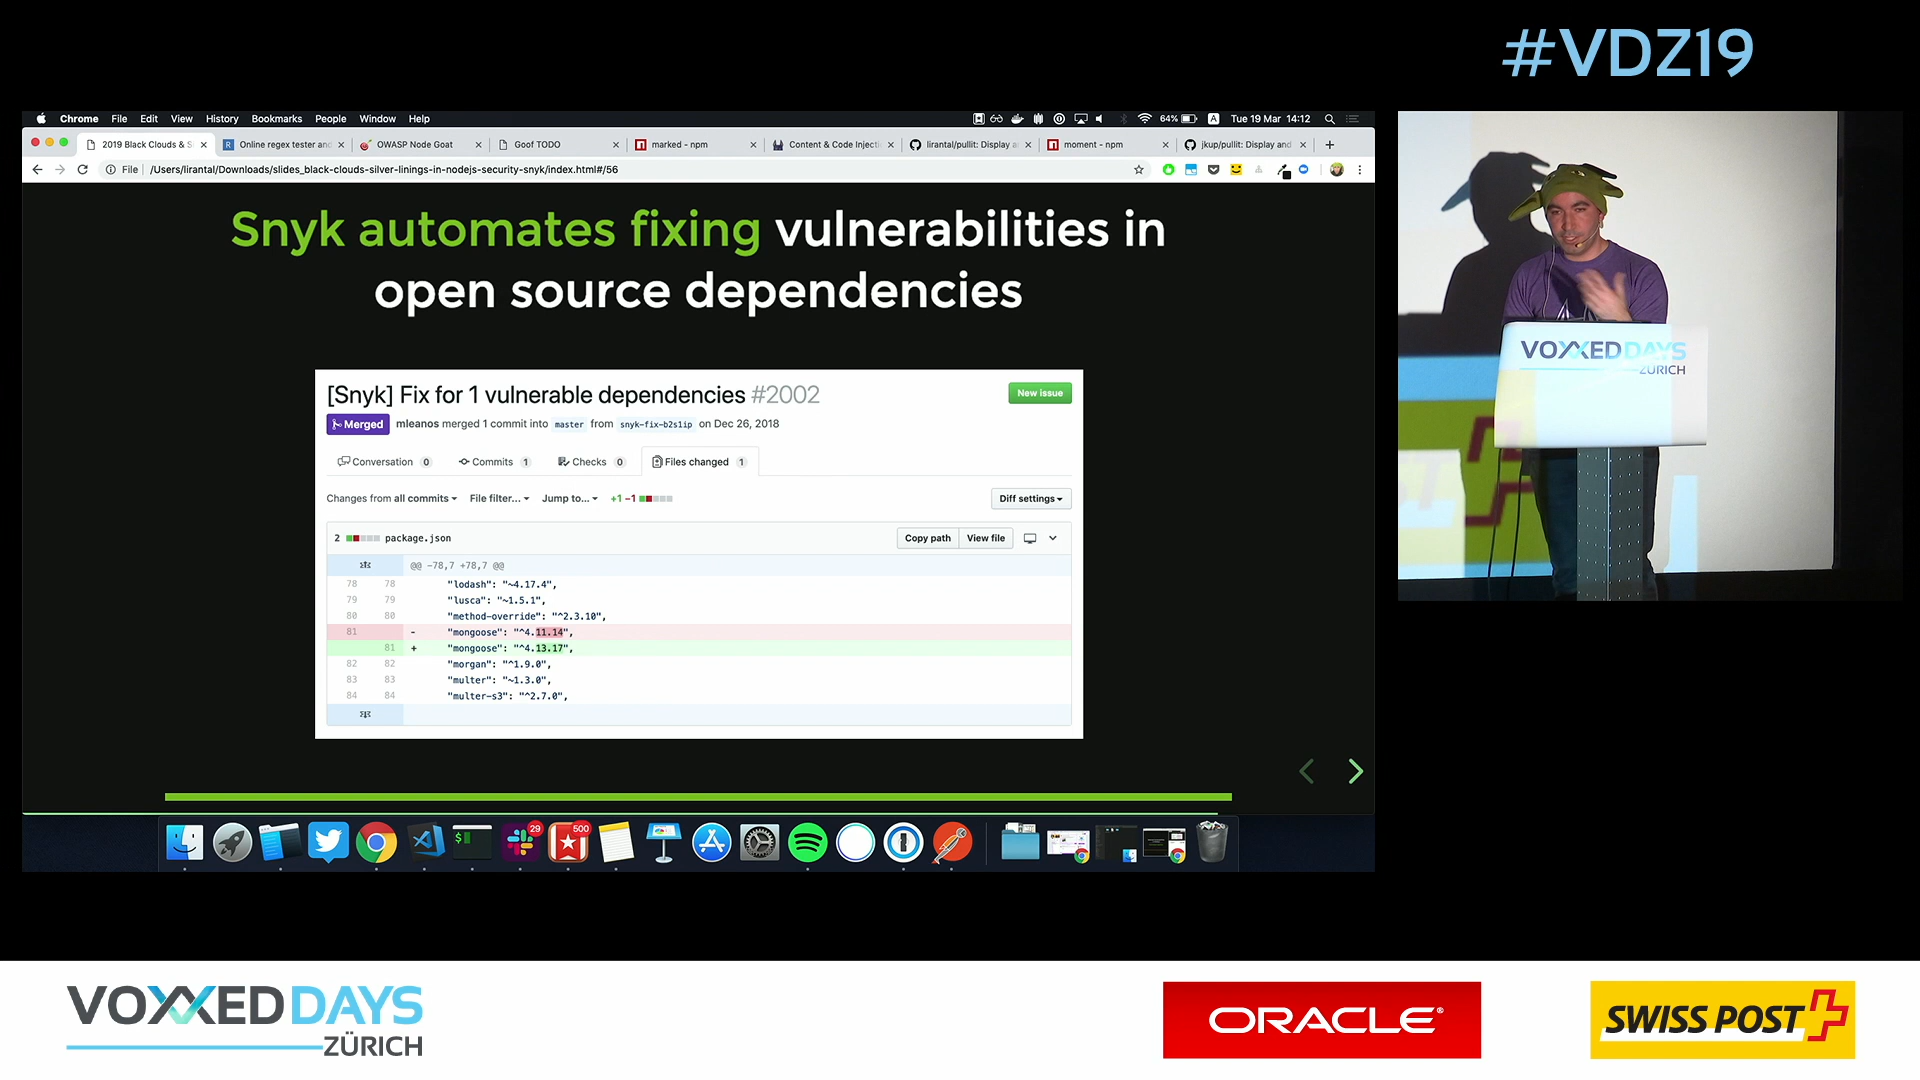 #VDZ19
Chrome File Edit View History Bookmarks People Window Help
64% A Tue 19 Mar 14:12
2019 Black Clouds & S
Online regex tester and
OWASP Node Goat
Goof TODO
marked - npm
Content & Code Injecti
lirantal/pullit: Display a
moment - npm
jkup/pullit: Display and
File /Users/lirantal/Downloads/slides_black-clouds-silver-linings-in-nodejs-security-snyk/index.html#/56
Snyk automates fixing vulnerabilities in
open source dependencies
[Snyk] Fix for 1 vulnerable dependencies #2002
New issue
Merged mleanos merged 1 commit into master from snyk-fix-b2s1ip on Dec 26, 2018
Conversation 0 Commits 1 Checks 0 Files changed 1
Changes from all commits File filter... Jump to... +1 −1
Diff settings
2 package.json
Copy path View file
@@ -78,7 +78,7 @@
78 78 "lodash": "~4.17.4",
79 79 "lusca": "~1.5.1",
80 80 "method-override": "^2.3.10",
81 - "mongoose": "^4.11.14",
81 + "mongoose": "^4.13.17",
82 82 "morgan": "^1.9.0",
83 83 "multer": "~1.3.0",
84 84 "multer-s3": "^2.7.0",
29
500
VOXXED DAYS
ZÜRICH
VOXXED DAYS
ZÜRICH
ORACLE®
SWISS POST